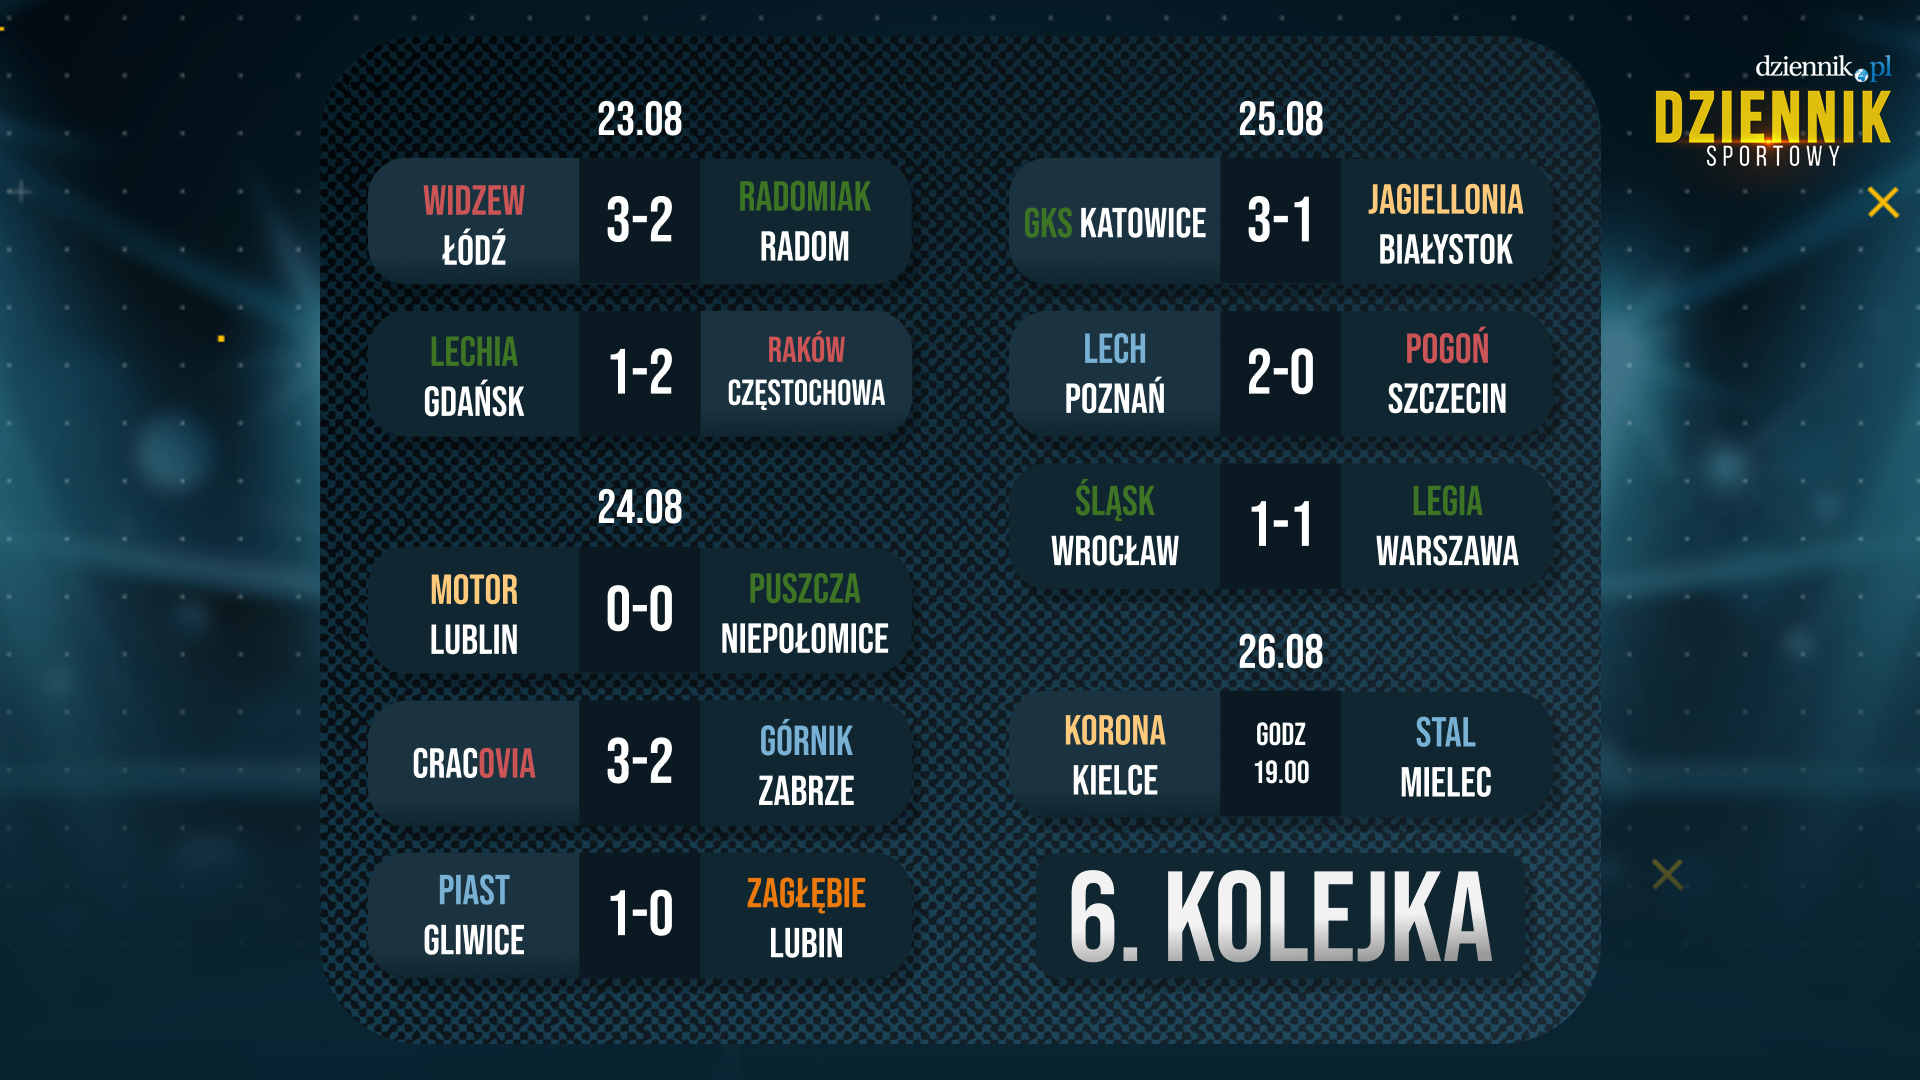 23.08
WIDZEW
ŁÓDŹ
3-2
RADOMIAK
RADOM
LECHIA
GDAŃSK
1-2
RAKÓW
CZĘSTOCHOWA
24.08
MOTOR
LUBLIN
0-0
PUSZCZA
NIEPOŁOMICE
CRACOVIA
3-2
GÓRNIK
ZABRZE
PIAST
GLIWICE
1-0
ZAGŁĘBIE
LUBIN
25.08
GKS KATOWICE
3-1
JAGIELLONIA
BIAŁYSTOK
LECH
POZNAŃ
2-0
POGOŃ
SZCZECIN
ŚLĄSK
WROCŁAW
1-1
LEGIA
WARSZAWA
26.08
KORONA
KIELCE
GODZ
19.00
STAL
MIELEC
6. KOLEJKA
dziennik.pl
DZIENNIK
SPORTOWY